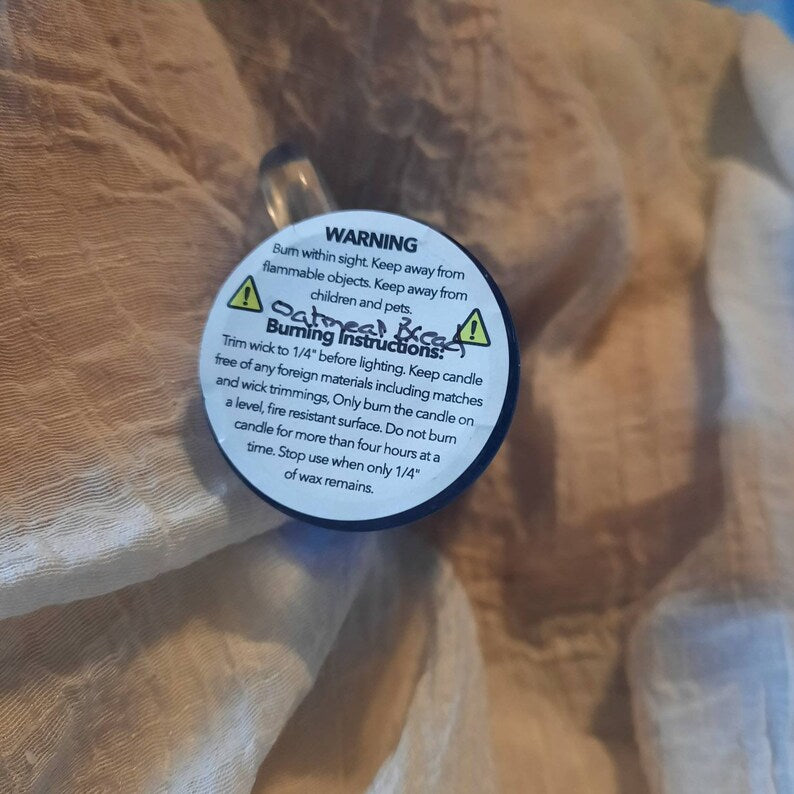 WARNING
Burn within sight. Keep away from
flammable objects. Keep away from
children and pets.
Oatmeal Bread
Burning Instructions:
Trim wick to 1/4" before lighting. Keep candle
free of any foreign materials including matches
and wick trimmings, Only burn the candle on
a level, fire resistant surface. Do not burn
candle for more than four hours at a
time. Stop use when only 1/4"
of wax remains.